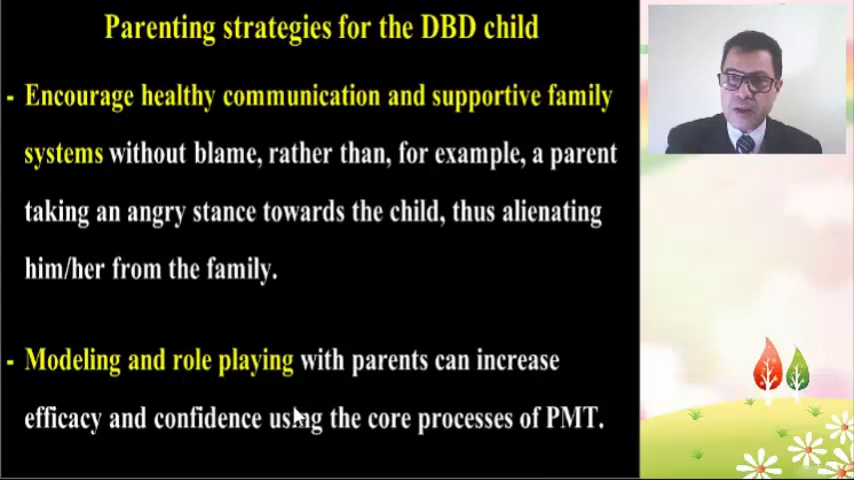 Parenting strategies for the DBD child
- Encourage healthy communication and supportive family
systems without blame, rather than, for example, a parent
taking an angry stance towards the child, thus alienating
him/her from the family.
- Modeling and role playing with parents can increase
efficacy and confidence using the core processes of PMT.